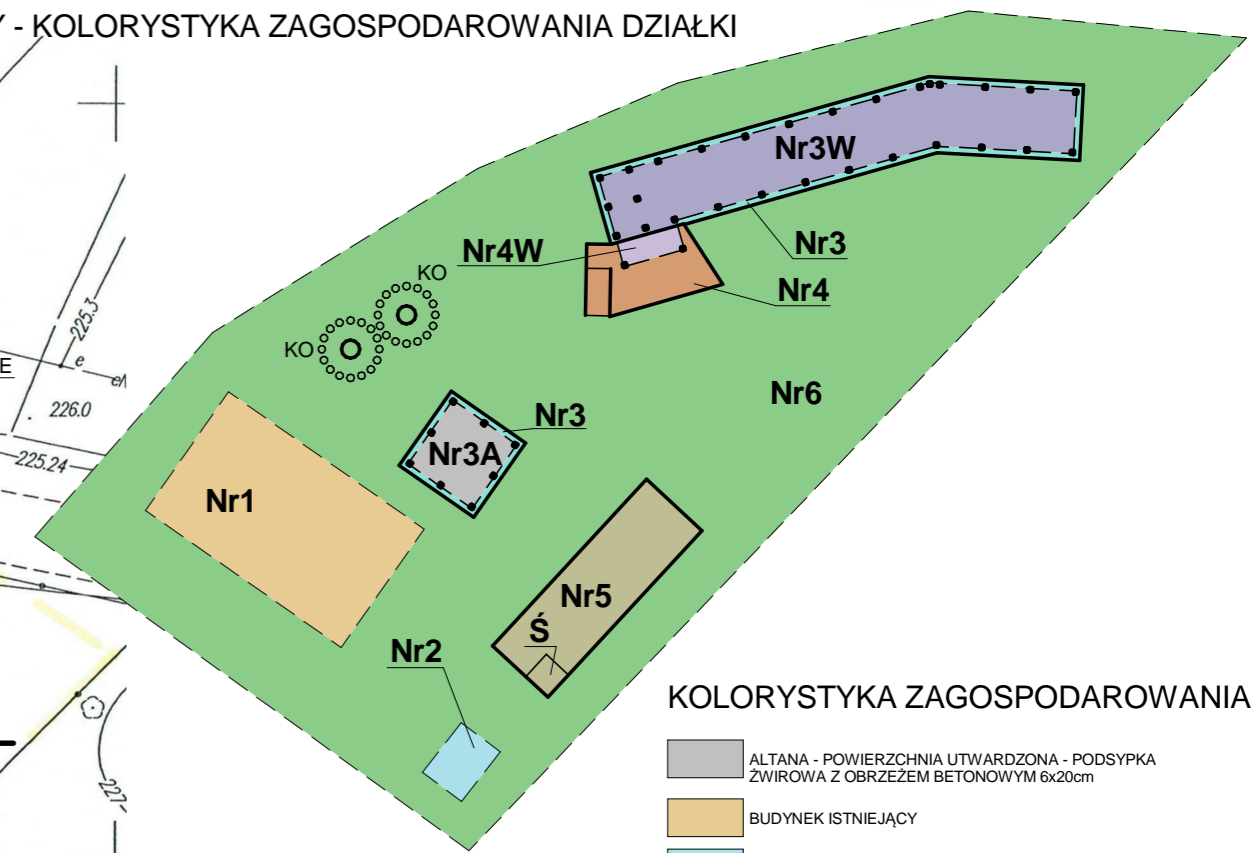 Y - KOLORYSTYKA ZAGOSPODAROWANIA DZIAŁKI
Nr3W
Nr4W
Nr3
Nr4
KO
KO
225.3
E
e
226.0
225.24
Nr6
Nr3
Nr3A
Nr1
Nr5
Ś
Nr2
227
KOLORYSTYKA ZAGOSPODAROWANIA
ALTANA - POWIERZCHNIA UTWARDZONA - PODSYPKA
ŻWIROWA Z OBRZEŻEM BETONOWYM 6x20cm
BUDYNEK ISTNIEJĄCY